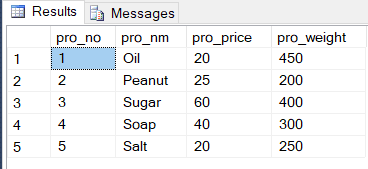 Results Messages
pro_no pro_nm pro_price pro_weight
1 1 Oil 20 450
2 2 Peanut 25 200
3 3 Sugar 60 400
4 4 Soap 40 300
5 5 Salt 20 250